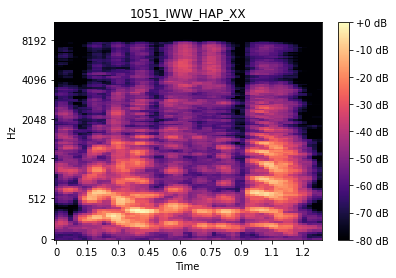 1051_IWW_HAP_XX
+0 dB
8192
-10 dB
4096
-20 dB
-30 dB
2048
Hz
-40 dB
1024
-50 dB
512
-60 dB
-70 dB
0
-80 dB
0 0.15 0.3 0.45 0.6 0.75 0.9 1.1 1.2
Time